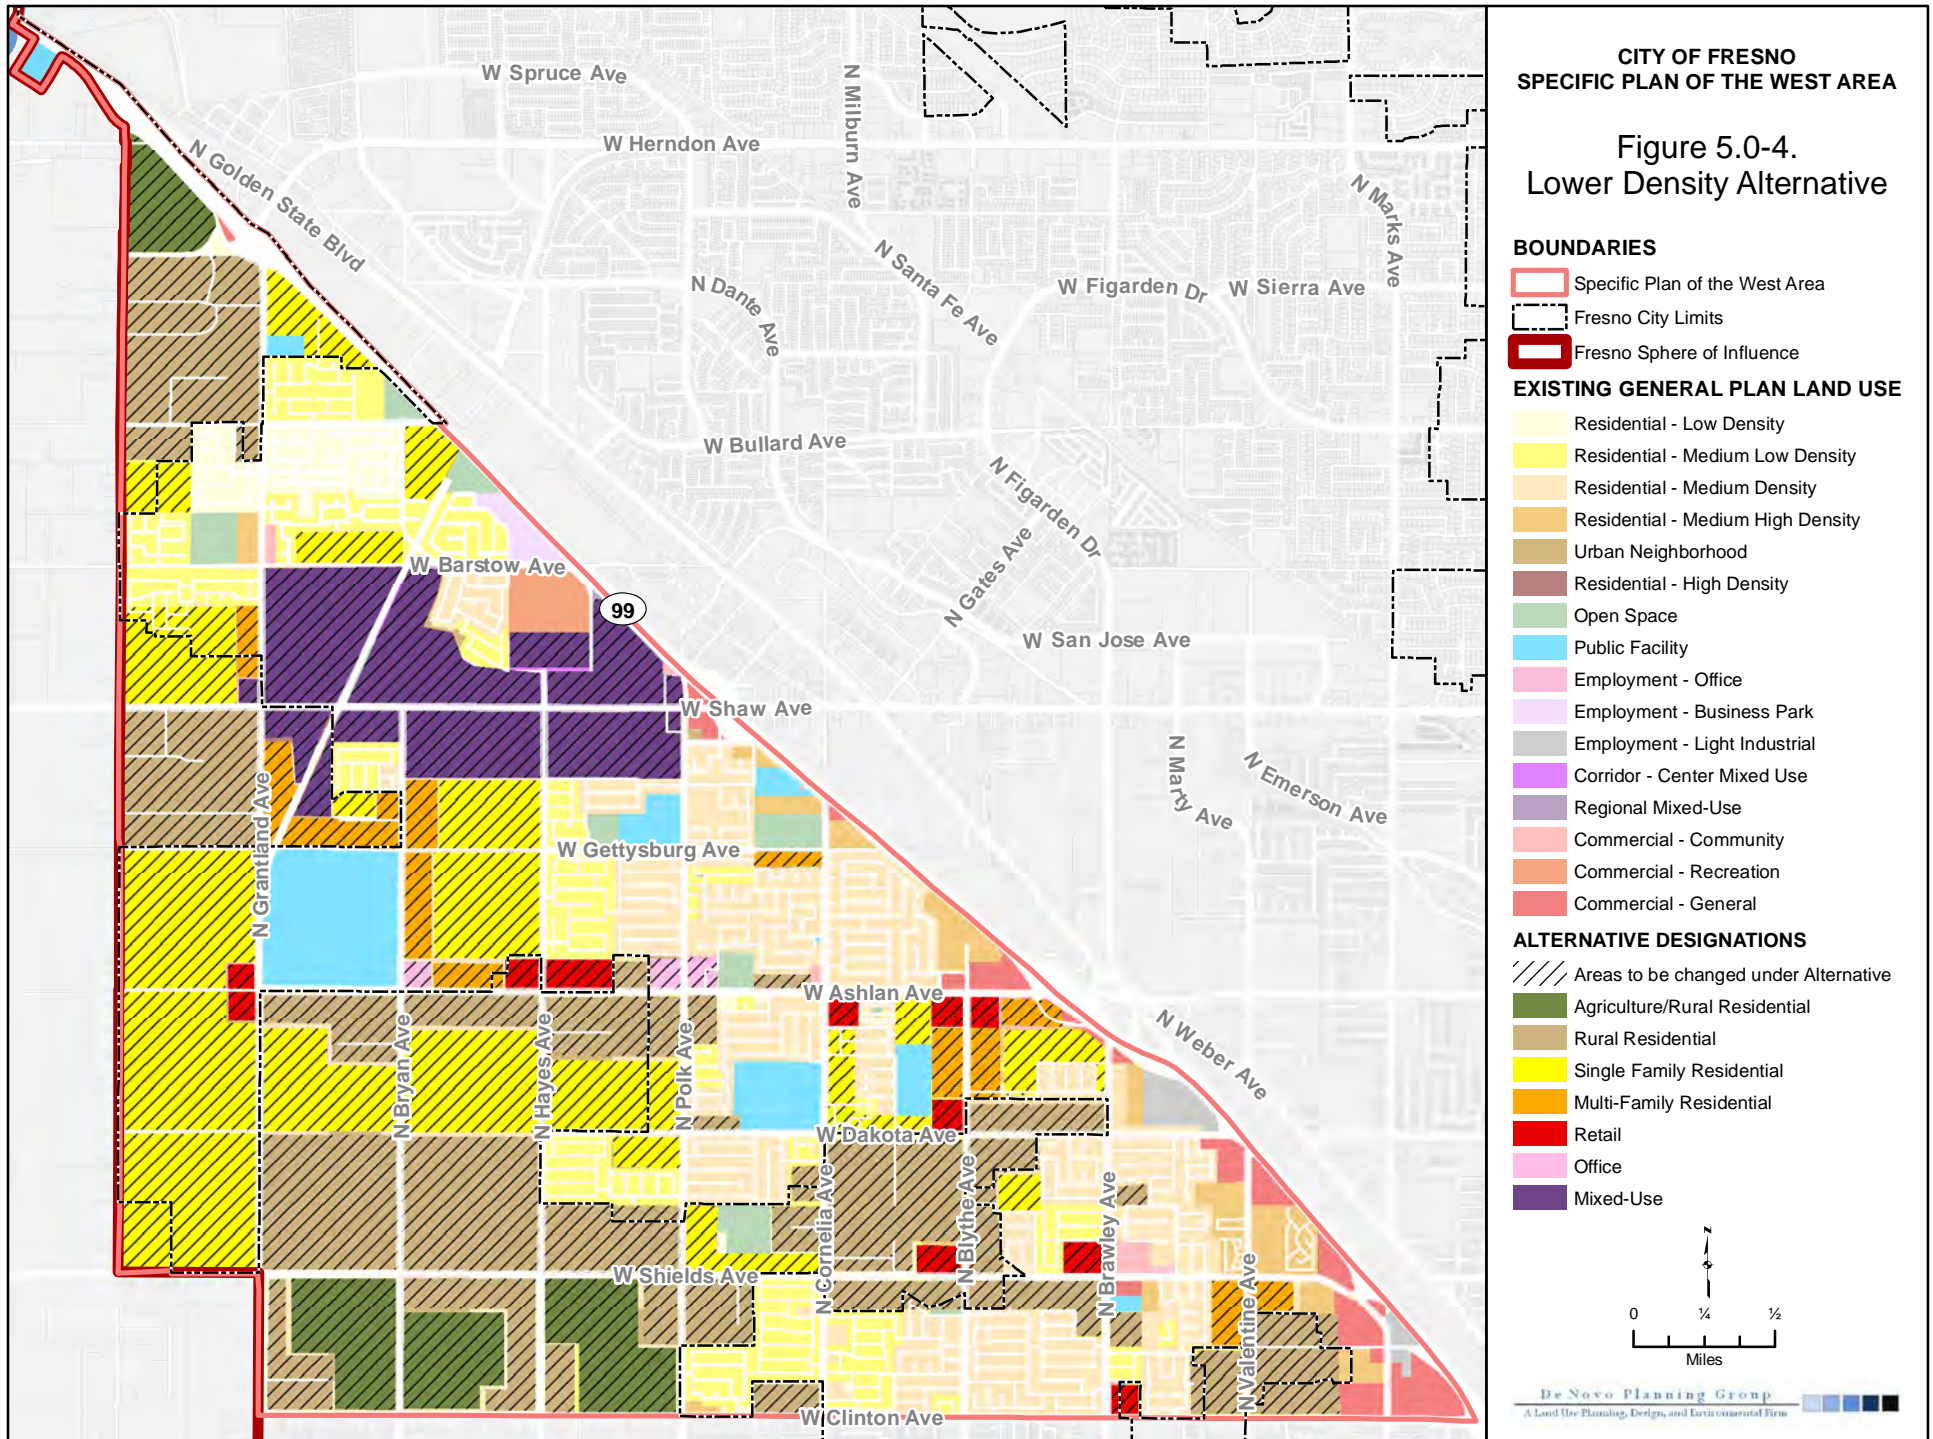 W Spruce Ave
N Milburn Ave
W Herndon Ave
N Golden State Blvd
N Marks Ave
N Santa Fe Ave
N Dante Ave
W Figarden Dr
W Sierra Ave
W Bullard Ave
N Figarden Dr
N Gates Ave
W Barstow Ave
99
W San Jose Ave
W Shaw Ave
N Marty Ave
N Emerson Ave
N Grantland Ave
W Gettysburg Ave
W Ashlan Ave
N Bryan Ave
N Hayes Ave
N Polk Ave
N Weber Ave
W Dakota Ave
N Cornelia Ave
N Blythe Ave
N Brawley Ave
N Valentine Ave
W Shields Ave
W Clinton Ave
CITY OF FRESNO
SPECIFIC PLAN OF THE WEST AREA
Figure 5.0-4.
Lower Density Alternative
BOUNDARIES
Specific Plan of the West Area
Fresno City Limits
Fresno Sphere of Influence
EXISTING GENERAL PLAN LAND USE
Residential - Low Density
Residential - Medium Low Density
Residential - Medium Density
Residential - Medium High Density
Urban Neighborhood
Residential - High Density
Open Space
Public Facility
Employment - Office
Employment - Business Park
Employment - Light Industrial
Corridor - Center Mixed Use
Regional Mixed-Use
Commercial - Community
Commercial - Recreation
Commercial - General
ALTERNATIVE DESIGNATIONS
Areas to be changed under Alternative
Agriculture/Rural Residential
Rural Residential
Single Family Residential
Multi-Family Residential
Retail
Office
Mixed-Use
N
0 ¼ ½
Miles
De Novo Planning Group
A Land Use Planning, Design, and Environmental Firm